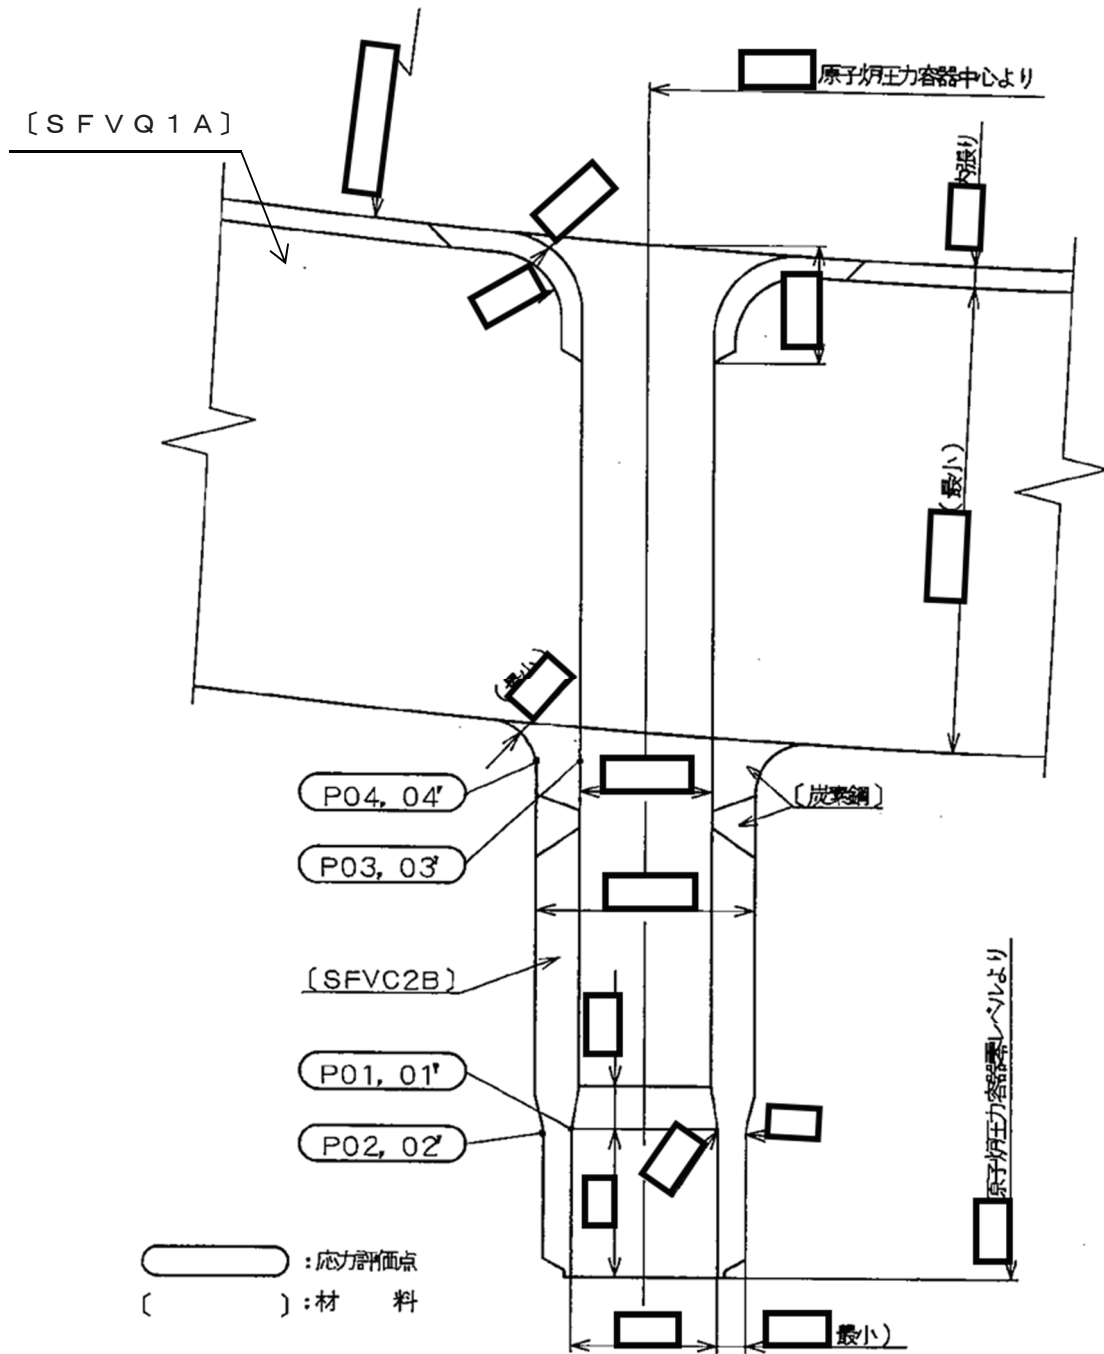 原子炉圧力容器中心より
〔SFVQ1A〕
内張り
(最小)
(最小)
P04, 04'
〔炭素鋼〕
P03, 03'
〔SFVC2B〕
原子炉圧力容器零レベルより
P01, 01'
P02, 02'
:応力評価点
〔 〕:材 料
最小)